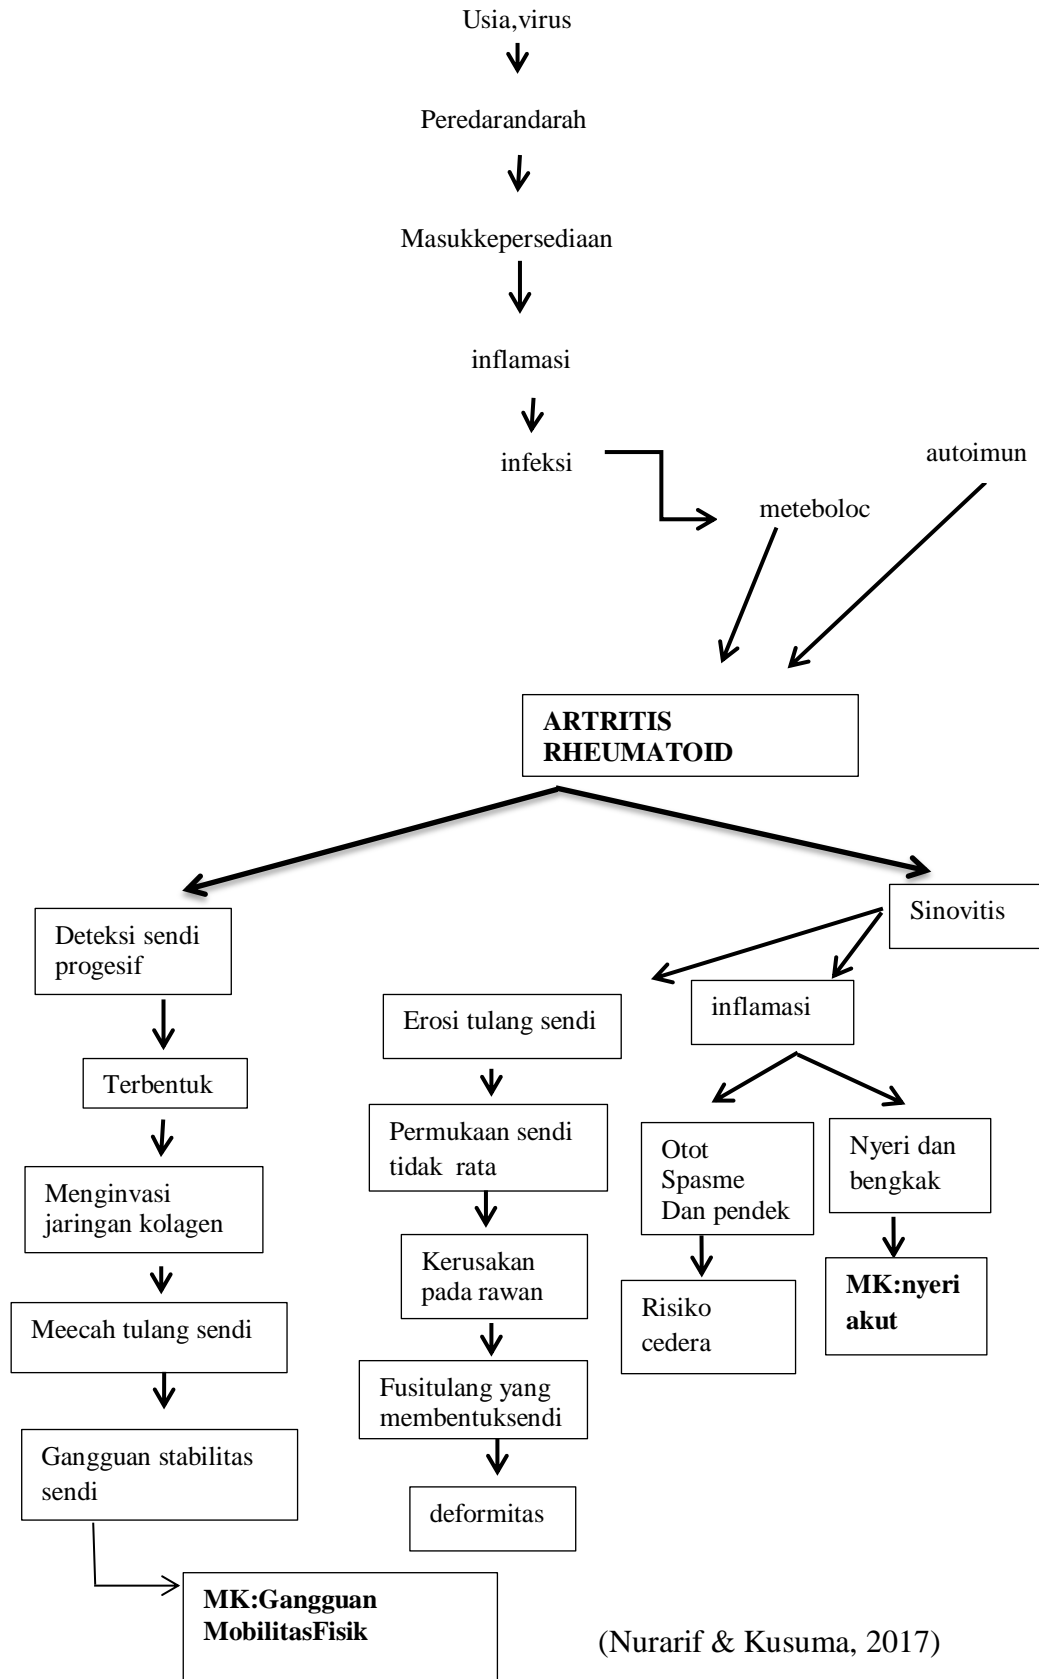 Usia,virus
Peredarandarah
Masukkepersediaan
inflamasi
infeksi
autoimun
meteboloc
ARTRITIS
RHEUMATOID
Deteksi sendi
progesif
Terbentuk
Menginvasi
jaringan kolagen
Meecah tulang sendi
Gangguan stabilitas
sendi
MK:Gangguan
MobilitasFisik
Sinovitis
Erosi tulang sendi
Permukaan sendi
tidak rata
Kerusakan
pada rawan
Fusitulang yang
membentuksendi
deformitas
inflamasi
Otot
Spasme
Dan pendek
Risiko
cedera
Nyeri dan
bengkak
MK:nyeri
akut
(Nurarif & Kusuma, 2017)